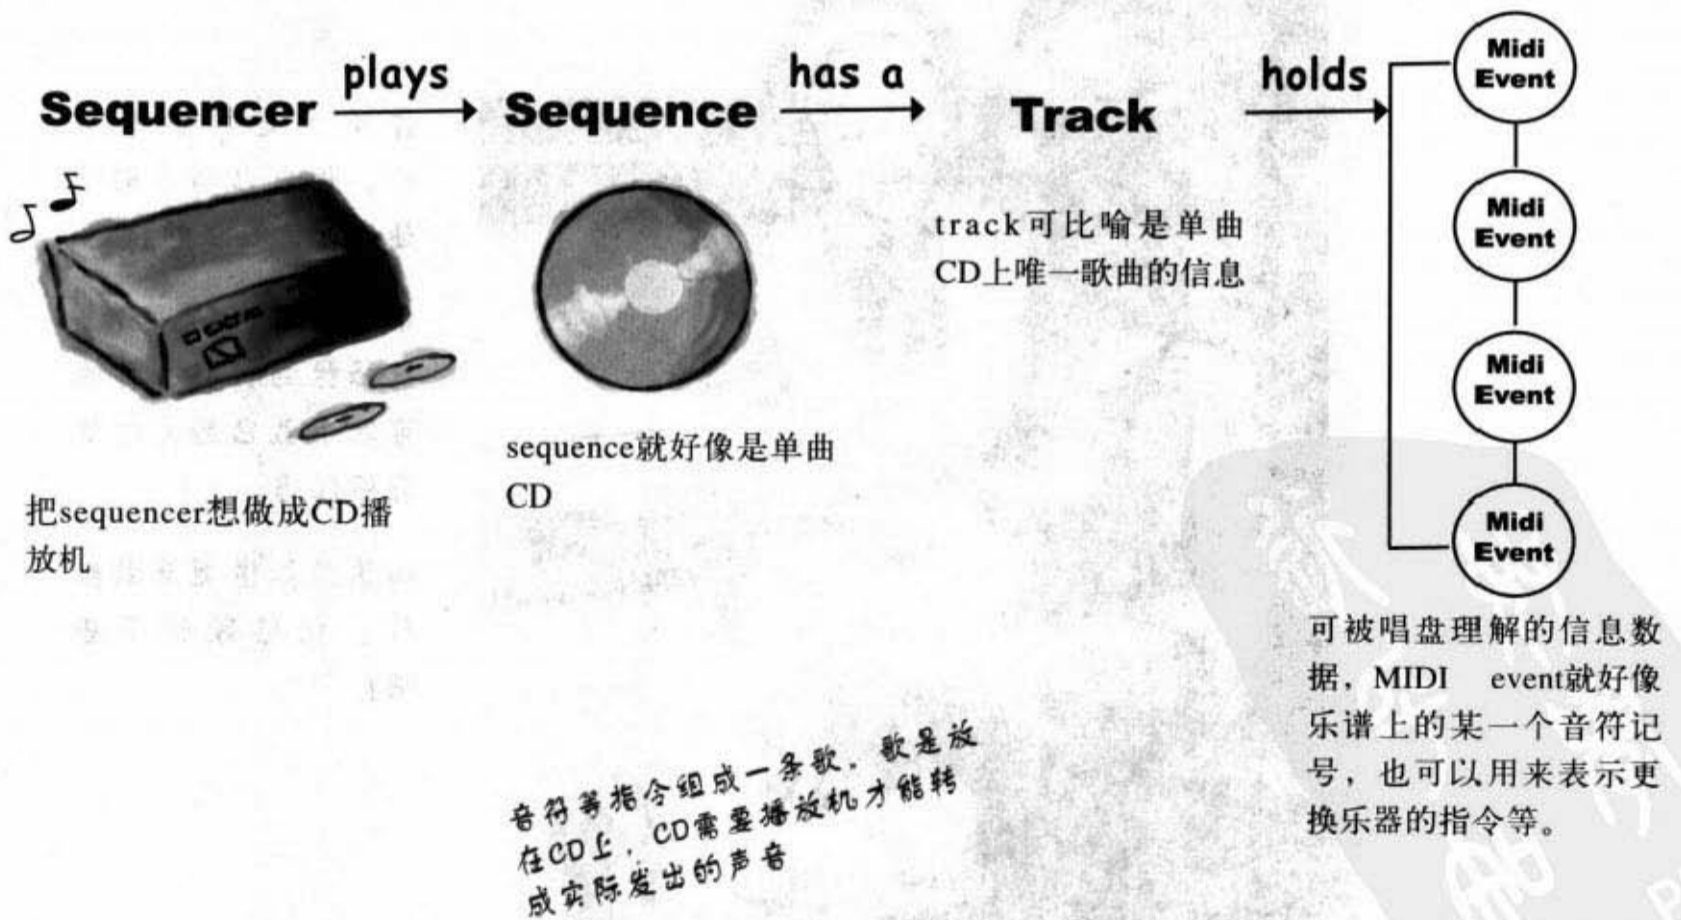 Sequencer plays Sequence has a Track holds
Midi
Event
Midi
Event
Midi
Event
Midi
Event
把sequencer想做成CD播
放机
sequence就好像是单曲
CD
track可比喻是单曲
CD上唯一歌曲的信息
可被唱盘理解的信息数
据，MIDI event就好像
乐谱上的某一个音符记
号，也可以用来表示更
换乐器的指令等。
音符等指令组成一条歌．歌是放
在CD上．CD需要播放机才能转
成实际发出的声音